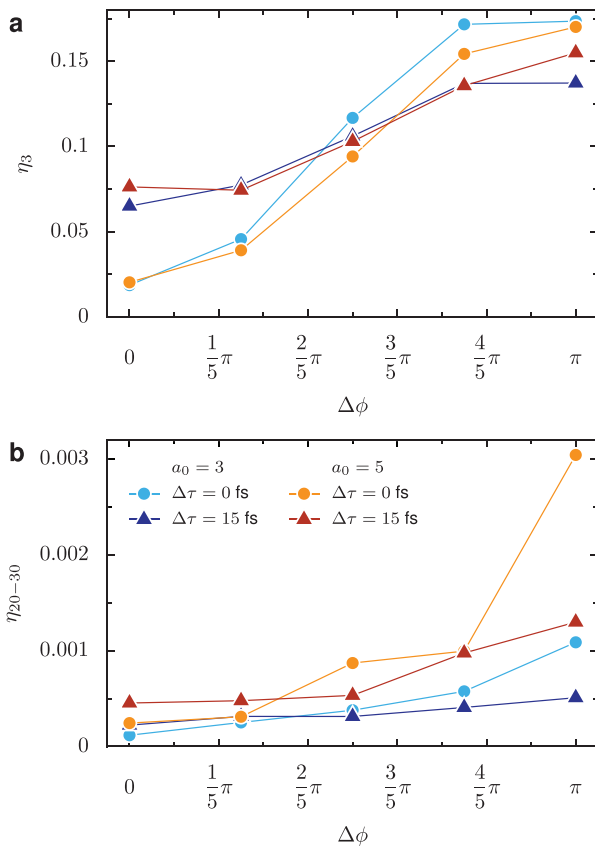 a
0.15
0.1
0.05
0
η₃
0 1/5π 2/5π 3/5π 4/5π π
Δϕ
b
0.003
0.002
0.001
0
η₂₀₋₃₀
a₀ = 3 a₀ = 5
Δτ = 0 fs Δτ = 0 fs
Δτ = 15 fs Δτ = 15 fs
0 1/5π 2/5π 3/5π 4/5π π
Δϕ